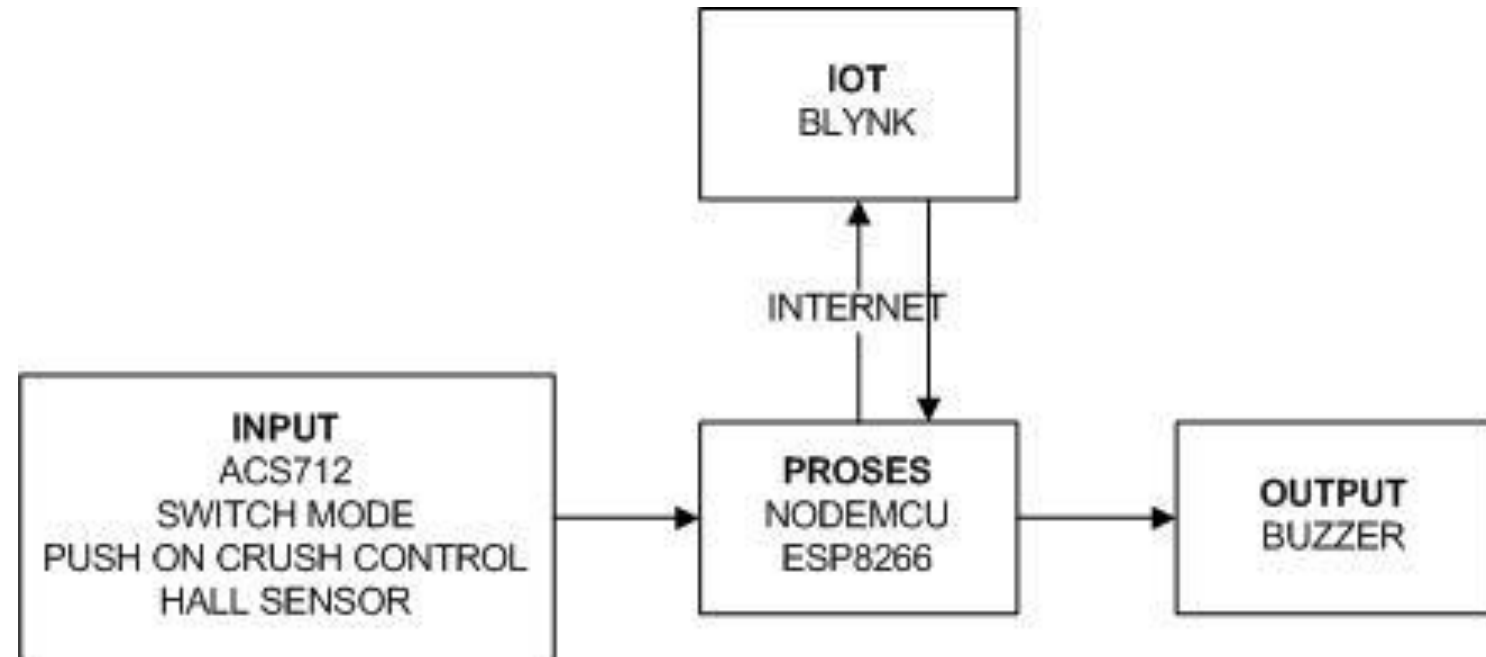 IOT
BLYNK
INTERNET
INPUT
ACS712
SWITCH MODE
PUSH ON CRUSH CONTROL
HALL SENSOR
PROSES
NODEMCU
ESP8266
OUTPUT
BUZZER